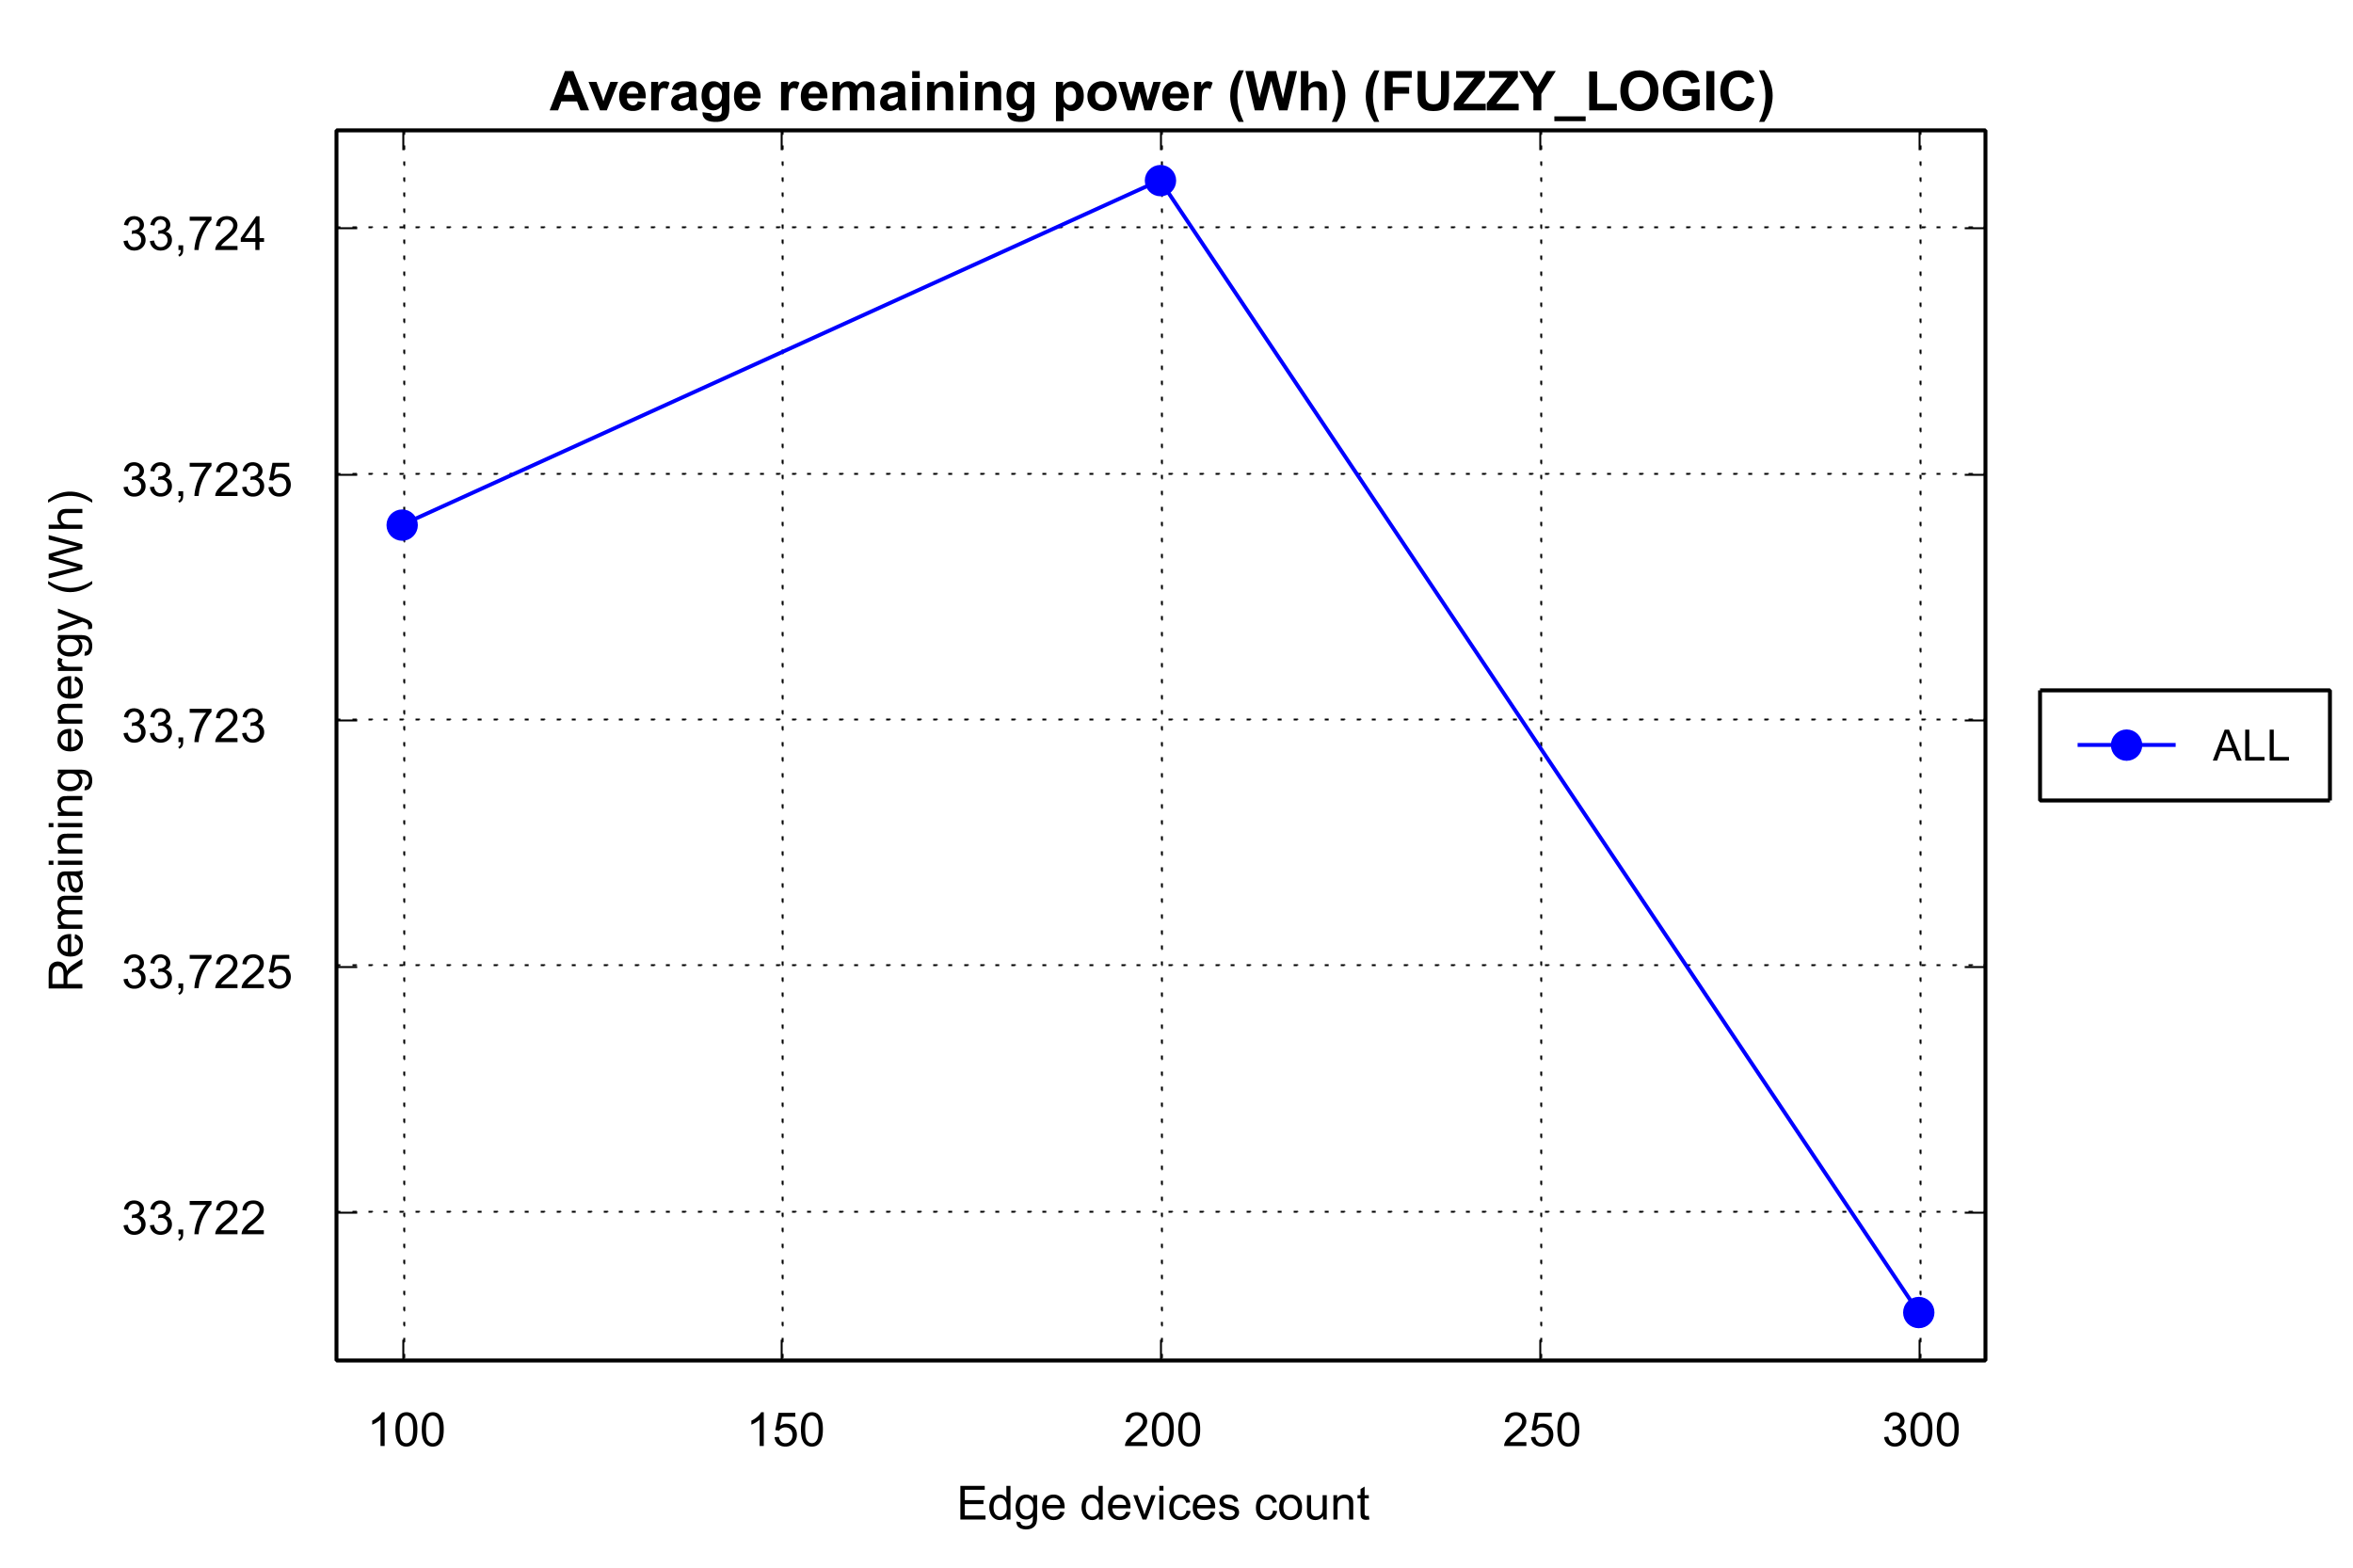 Average remaining power (Wh) (FUZZY_LOGIC)
33,724
33,7235
33,723
33,7225
33,722
Remaining energy (Wh)
100 150 200 250 300
Edge devices count
ALL